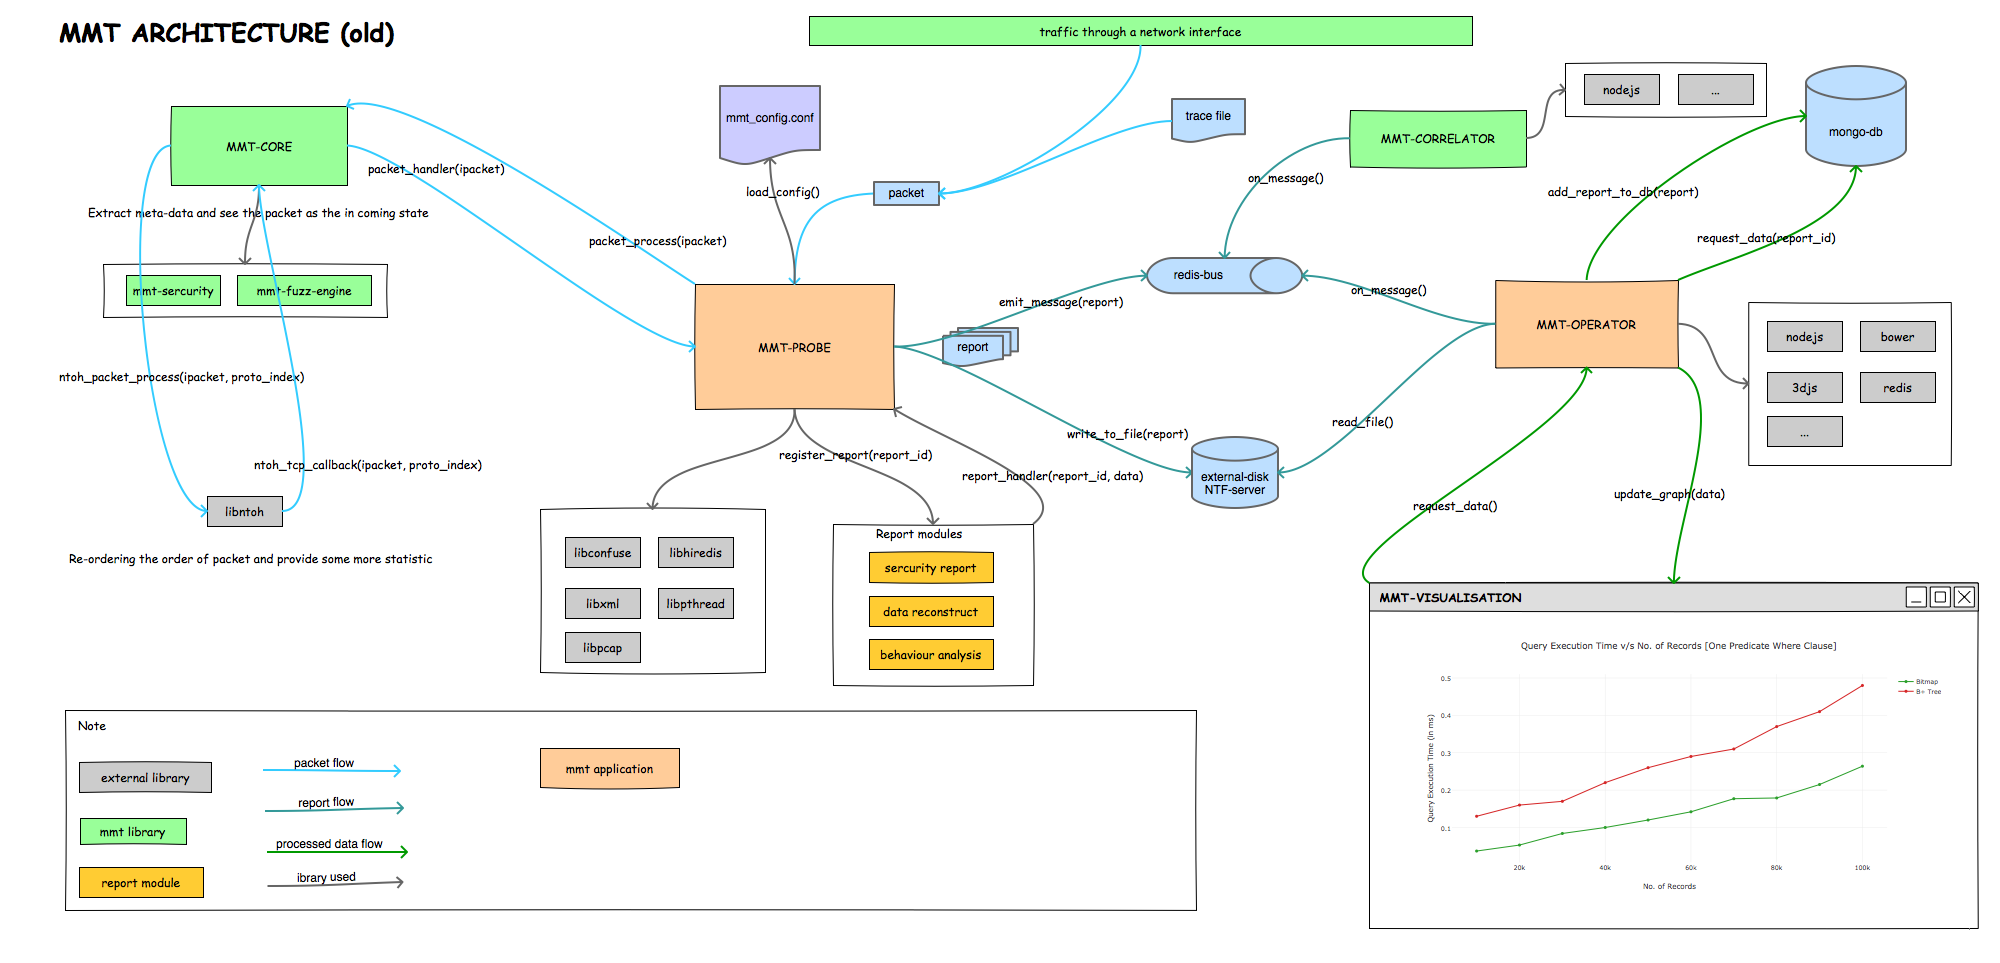 MMT ARCHITECTURE (old)
traffic through a network interface
mmt_config.conf
trace file
nodejs
...
mongo-db
MMT-CORE
MMT-CORRELATOR
packet_handler(ipacket)
on_message()
load_config()
packet
add_report_to_db(report)
Extract meta-data and see the packet as the in coming state
packet_process(ipacket)
request_data(report_id)
redis-bus
mmt-sercurity
mmt-fuzz-engine
emit_message(report)
on_message()
MMT-PROBE
report
MMT-OPERATOR
nodejs
bower
3djs
redis
...
ntoh_packet_process(ipacket, proto_index)
read_file()
write_to_file(report)
register_report(report_id)
ntoh_tcp_callback(ipacket, proto_index)
report_handler(report_id, data)
external-disk
NTF-server
update_graph(data)
request_data()
libntoh
Re-ordering the order of packet and provide some more statistic
libconfuse
libhiredis
libxml
libpthread
libpcap
Report modules
sercurity report
data reconstruct
behaviour analysis
MMT-VISUALISATION
Query Execution Time v/s No. of Records [One Predicate Where Clause]
Bitmap
B+ Tree
0.5
0.4
0.3
0.2
0.1
Query Execution Time (in ms)
20k
40k
60k
80k
100k
No. of Records
Note
external library
packet flow
mmt application
report flow
mmt library
processed data flow
report module
ibrary used